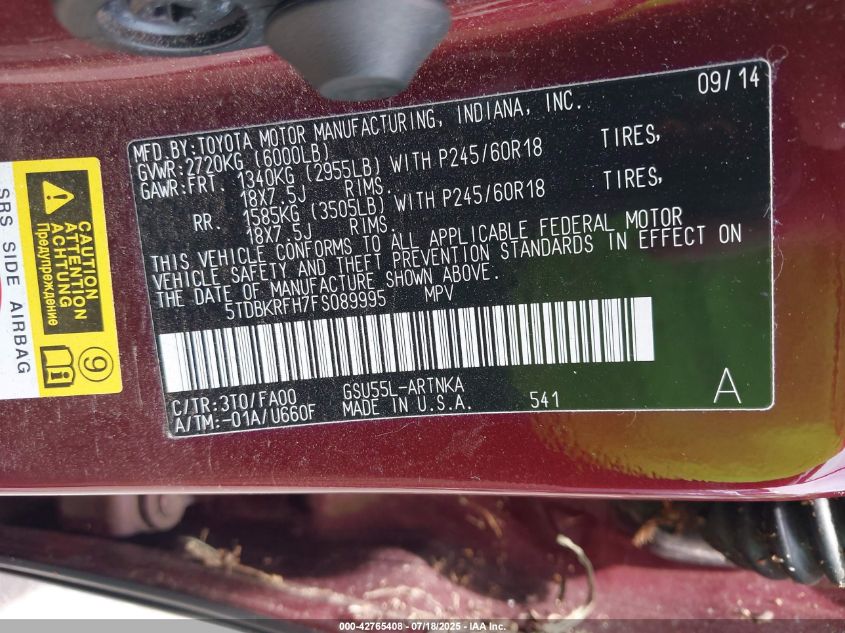 09/14
MFD.BY:TOYOTA MOTOR MANUFACTURING, INDIANA, INC.
GVWR:2720KG (6000LB)
GAWR:FRT. 1340KG (2955LB) WITH P245/60R18 TIRES,
18X7.5J RIMS.
RR. 1585KG (3505LB) WITH P245/60R18 TIRES,
18X7.5J RIMS.
THIS VEHICLE CONFORMS TO ALL APPLICABLE FEDERAL MOTOR
VEHICLE SAFETY AND THEFT PREVENTION STANDARDS IN EFFECT ON
THE DATE OF MANUFACTURE SHOWN ABOVE.
5TDBKRFH7FS089995 MPV
C/TR:3T0/FA00 GSU55L-ARTNKA
A/TM:-01A/U660F MADE IN U.S.A. 541
A
CAUTION
ATTENTION
ACHTUNG
Предупреждение
9
SRS SIDE AIRBAG
000-42765408 - 07/18/2025 - IAA Inc.